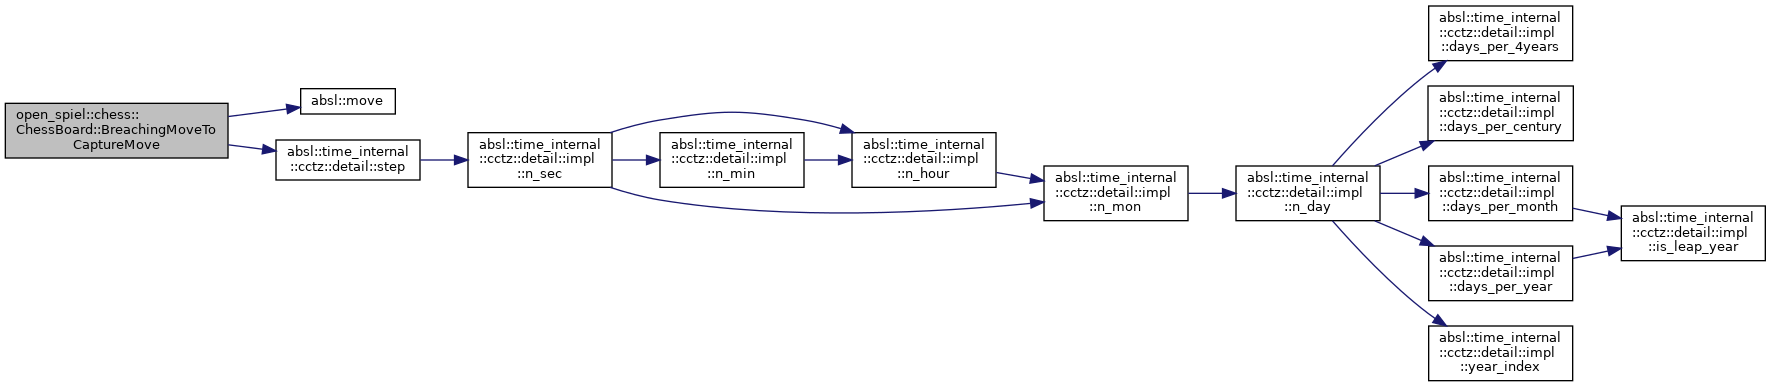 open_spiel::chess::
ChessBoard::BreachingMoveTo
CaptureMove
absl::move
absl::time_internal
::cctz::detail::step
absl::time_internal
::cctz::detail::impl
::n_sec
absl::time_internal
::cctz::detail::impl
::n_min
absl::time_internal
::cctz::detail::impl
::n_hour
absl::time_internal
::cctz::detail::impl
::n_mon
absl::time_internal
::cctz::detail::impl
::n_day
absl::time_internal
::cctz::detail::impl
::days_per_4years
absl::time_internal
::cctz::detail::impl
::days_per_century
absl::time_internal
::cctz::detail::impl
::days_per_month
absl::time_internal
::cctz::detail::impl
::days_per_year
absl::time_internal
::cctz::detail::impl
::year_index
absl::time_internal
::cctz::detail::impl
::is_leap_year